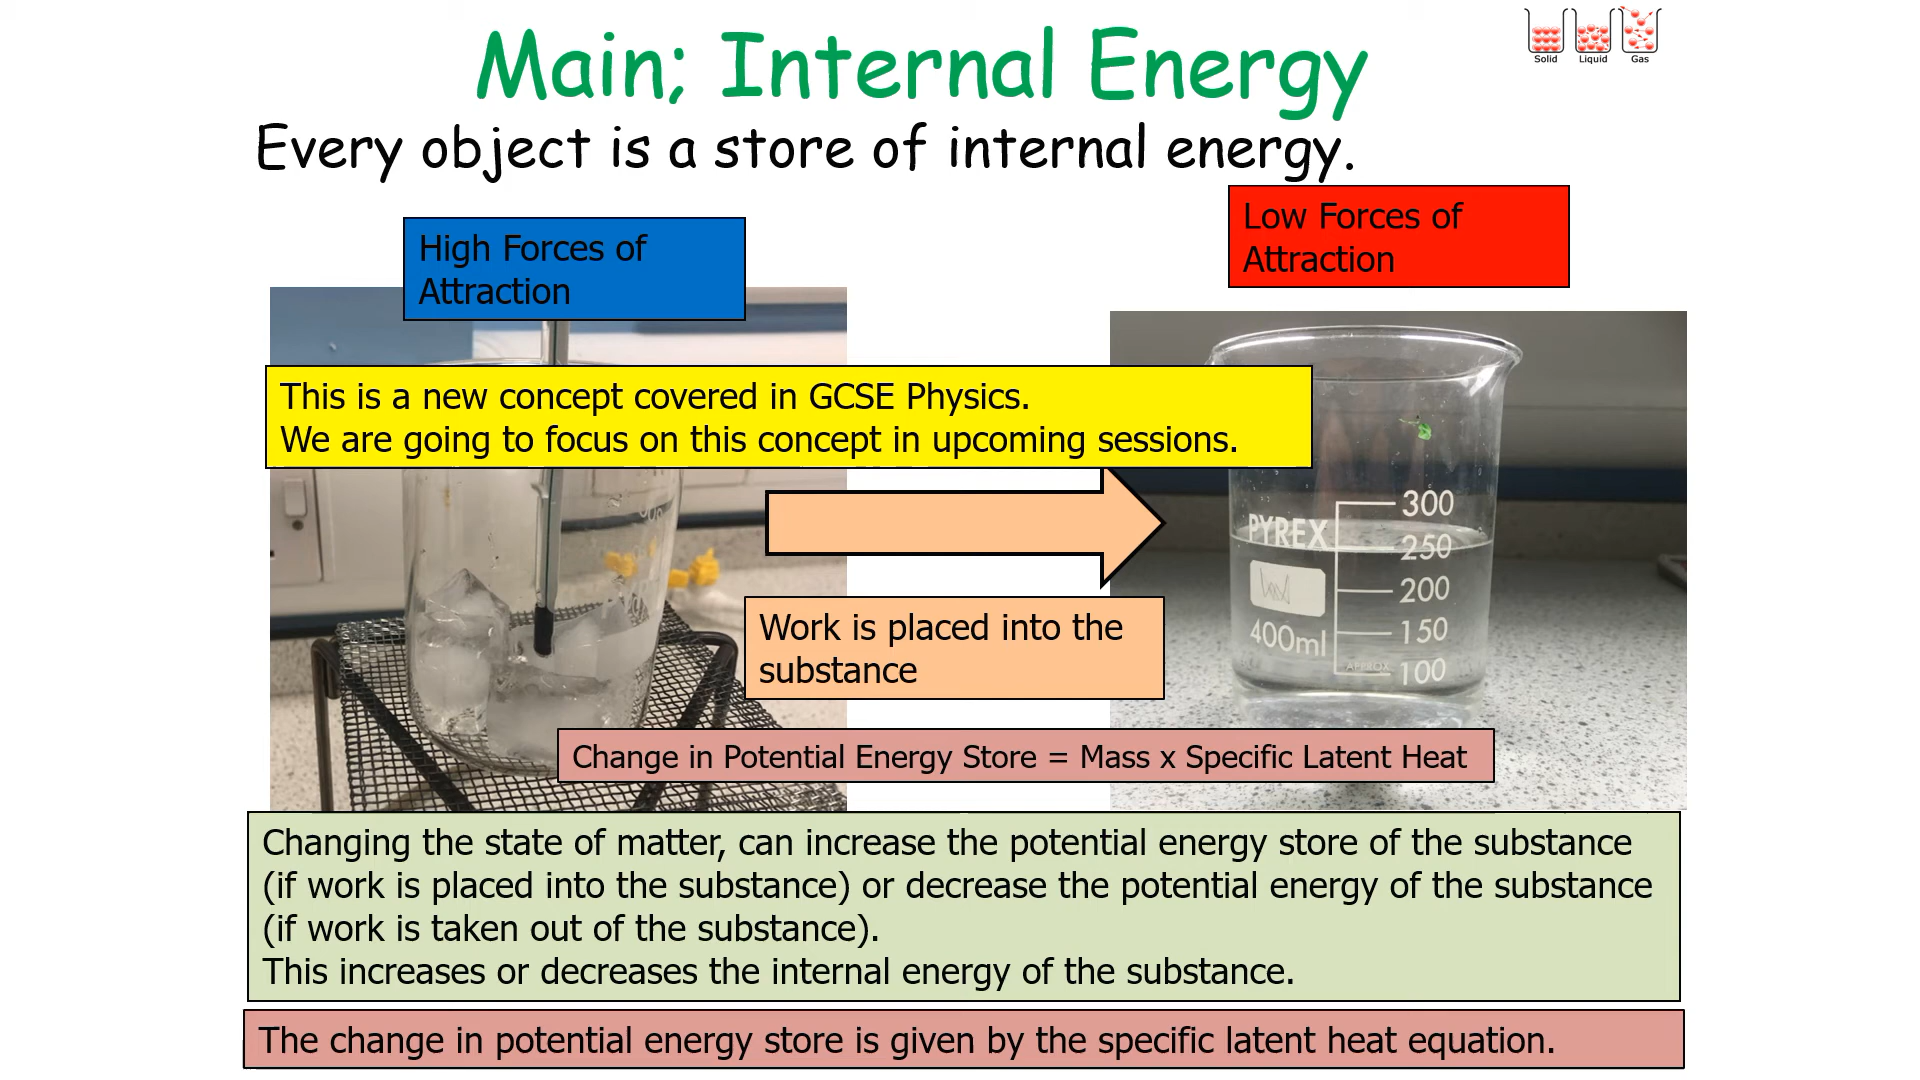 Main; Internal Energy
Solid Liquid Gas
Every object is a store of internal energy.
High Forces of
Attraction
Low Forces of
Attraction
This is a new concept covered in GCSE Physics.
We are going to focus on this concept in upcoming sessions.
300
PYREX
250
200
400ml
150
APPROX
100
Work is placed into the
substance
Change in Potential Energy Store = Mass x Specific Latent Heat
Changing the state of matter, can increase the potential energy store of the substance
(if work is placed into the substance) or decrease the potential energy of the substance
(if work is taken out of the substance).
This increases or decreases the internal energy of the substance.
The change in potential energy store is given by the specific latent heat equation.